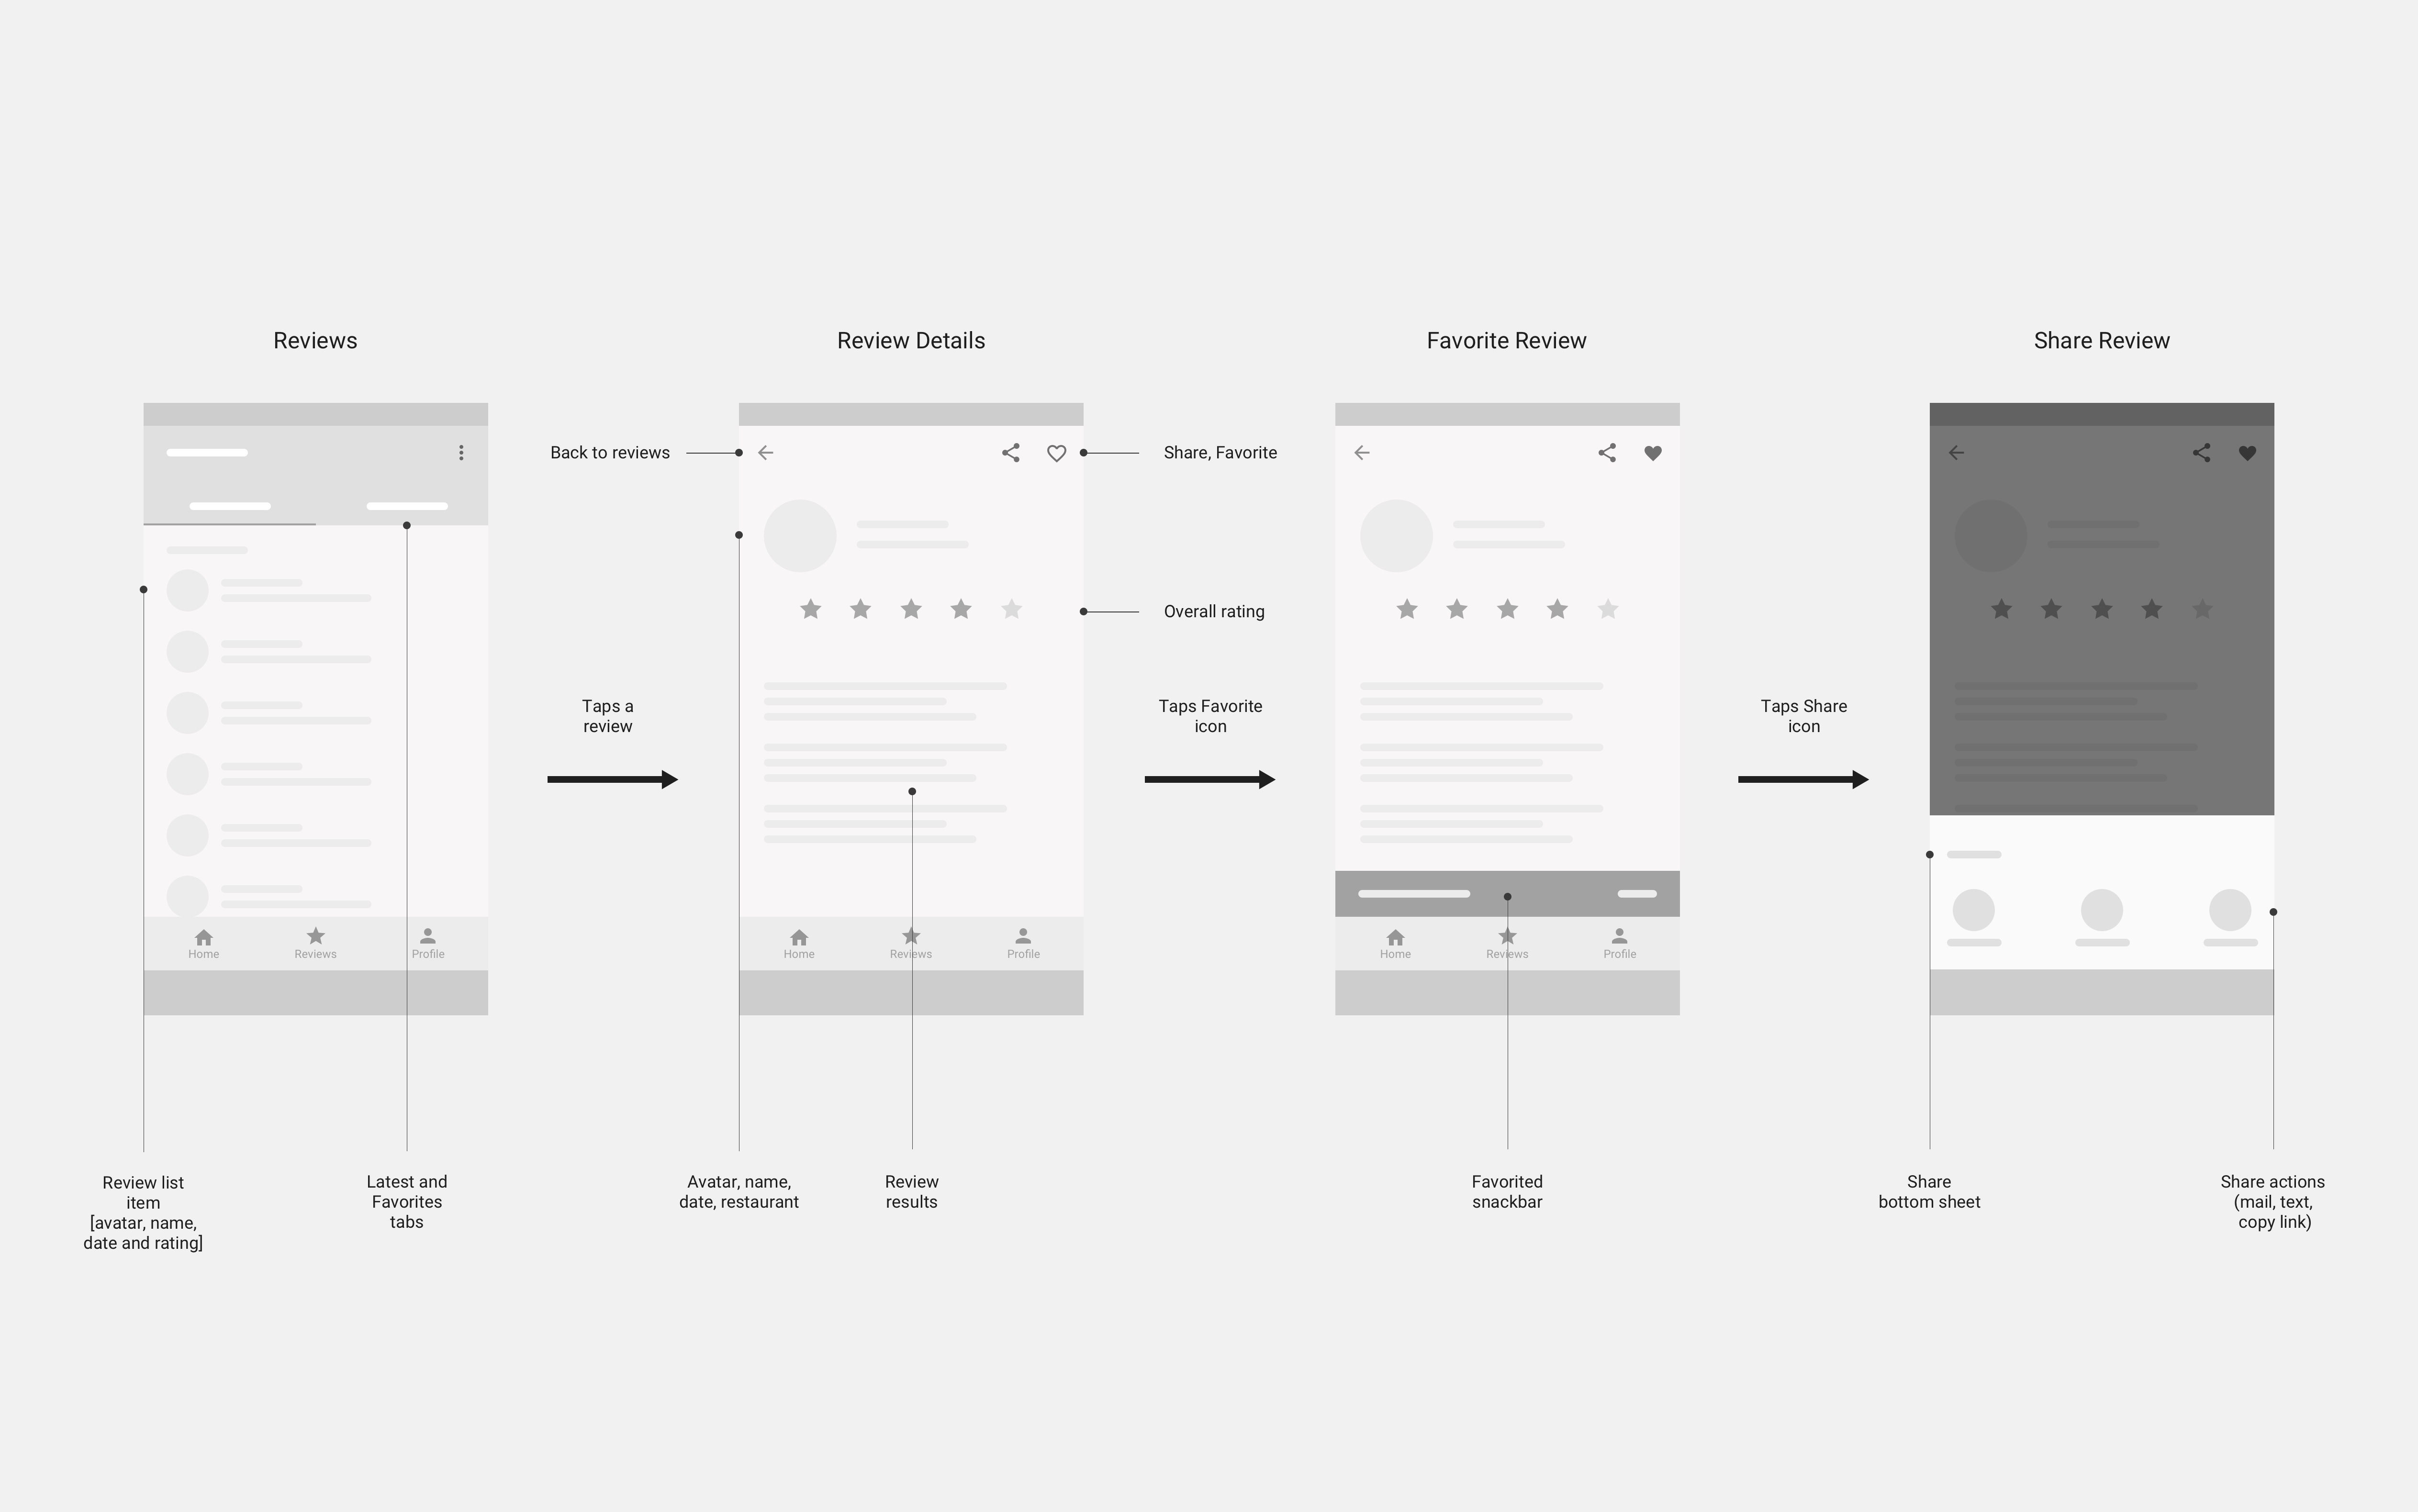 Reviews
Review Details
Favorite Review
Share Review
Back to reviews
Share, Favorite
Overall rating
Taps a
review
Taps Favorite
icon
Taps Share
icon
Home
Reviews
Profile
Home
Reviews
Profile
Home
Reviews
Profile
Review list
item
[avatar, name,
date and rating]
Latest and
Favorites
tabs
Avatar, name,
date, restaurant
Review
results
Favorited
snackbar
Share
bottom sheet
Share actions
(mail, text,
copy link)